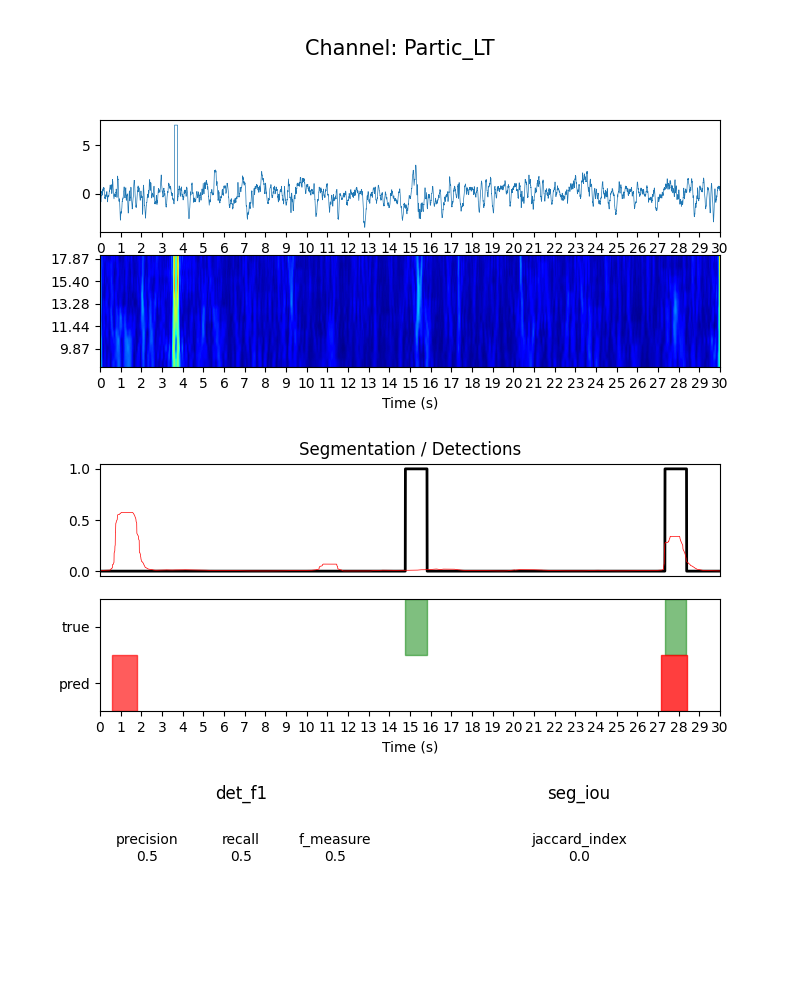 Channel: Partic_LT
5
0
0 1 2 3 4 5 6 7 8 9 10 11 12 13 14 15 16 17 18 19 20 21 22 23 24 25 26 27 28 29 30
17.87
15.40
13.28
11.44
9.87
0 1 2 3 4 5 6 7 8 9 10 11 12 13 14 15 16 17 18 19 20 21 22 23 24 25 26 27 28 29 30
Time (s)
Segmentation / Detections
1.0
0.5
0.0
true
pred
0 1 2 3 4 5 6 7 8 9 10 11 12 13 14 15 16 17 18 19 20 21 22 23 24 25 26 27 28 29 30
Time (s)
det_f1 seg_iou
precision recall f_measure jaccard_index
0.5 0.5 0.5 0.0